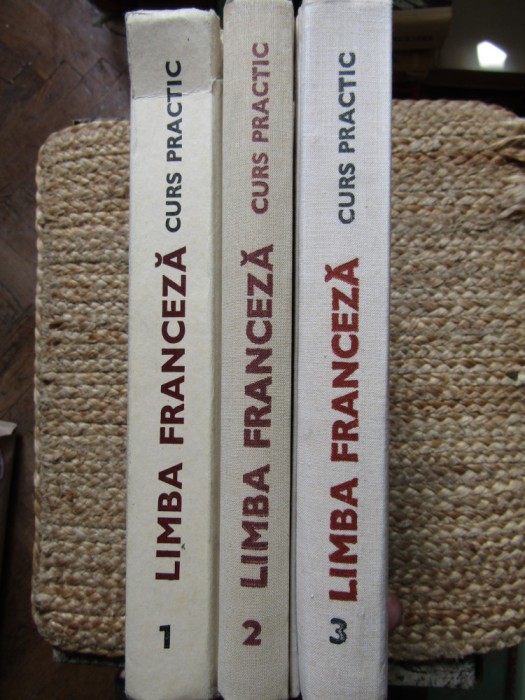 1 LIMBA FRANCEZĂ CURS PRACTIC
2 LIMBA FRANCEZĂ CURS PRACTIC
3 LIMBA FRANCEZĂ CURS PRACTIC